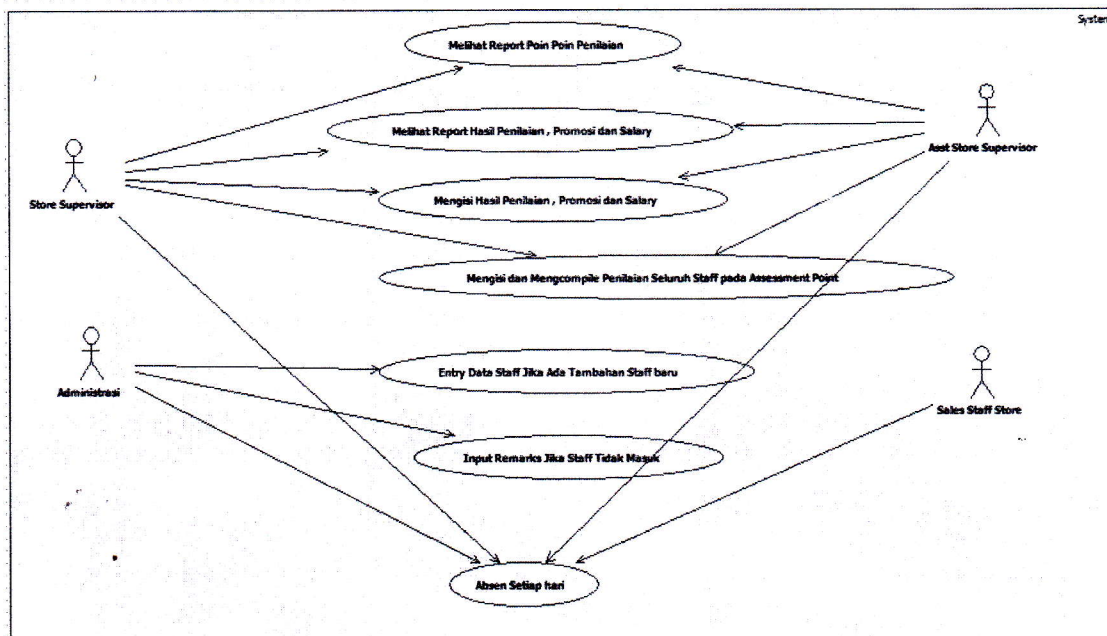 System
Melihat Report Poin Poin Penilaian
Melihat Report Hasil Penilaian , Promosi dan Salary
Asst Store Supervisor
Store Supervisor
Mengisi Hasil Penilaian , Promosi dan Salary
Mengisi dan Mengcompile Penilaian Seluruh Staff pada Assessment Point
Entry Data Staff Jika Ada Tambahan Staff baru
Administrasi
Sales Staff Store
Input Remarks Jika Staff Tidak Masuk
Absen Setiap hari